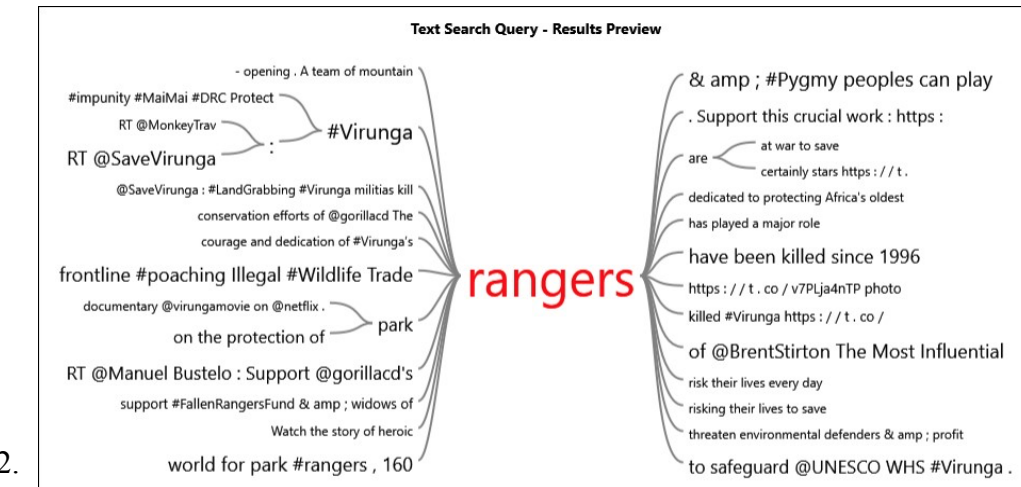 Text Search Query - Results Preview
- opening . A team of mountain
#impunity #MaiMai #DRC Protect
RT @MonkeyTrav
RT @SaveVirunga
:
#Virunga
@SaveVirunga : #LandGrabbing #Virunga militias kill
conservation efforts of @gorillacd The
courage and dedication of #Virunga's
frontline #poaching Illegal #Wildlife Trade
documentary @virungamovie on @netflix .
on the protection of
park
RT @Manuel Bustelo : Support @gorillacd's
support #FallenRangersFund & amp ; widows of
Watch the story of heroic
world for park #rangers , 160
rangers
& amp ; #Pygmy peoples can play
. Support this crucial work : https :
are
at war to save
certainly stars https : / / t .
dedicated to protecting Africa's oldest
has played a major role
have been killed since 1996
https : / / t . co / v7PLja4nTP photo
killed #Virunga https : / / t . co /
of @BrentStirton The Most Influential
risk their lives every day
risking their lives to save
threaten environmental defenders & amp ; profit
to safeguard @UNESCO WHS #Virunga .
2.